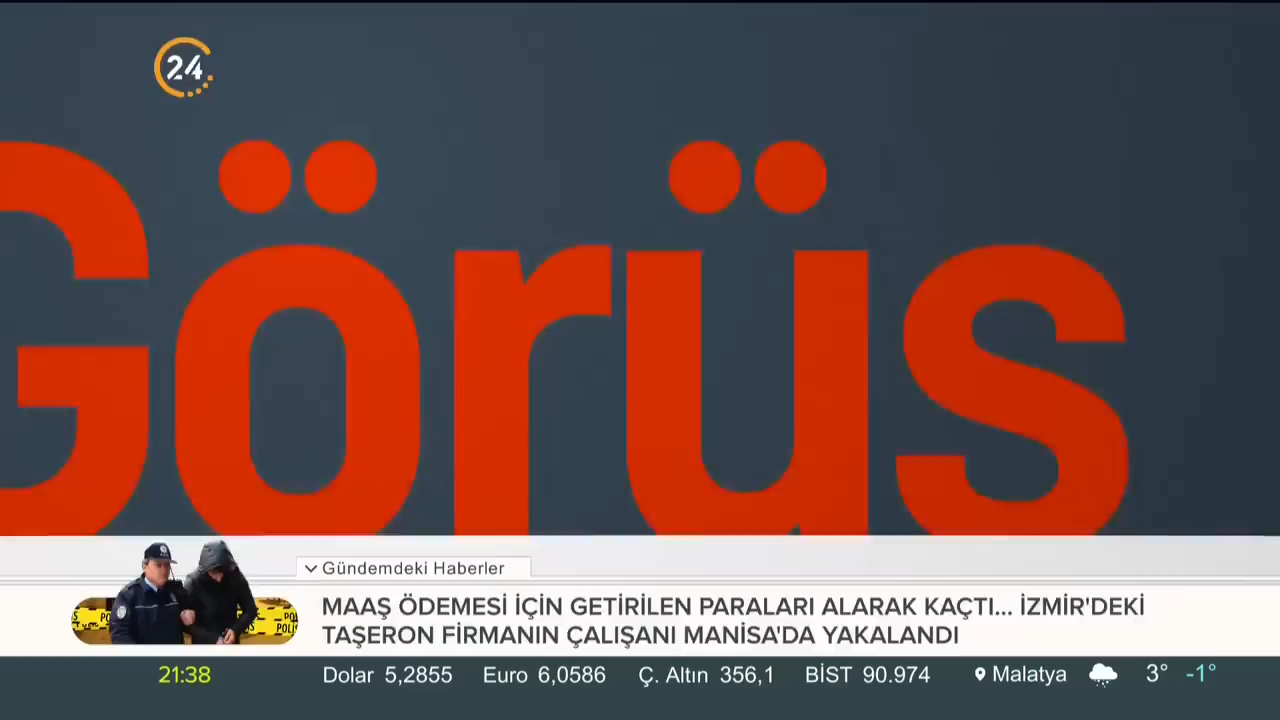 24
Görüs
Gündemdeki Haberler
MAAŞ ÖDEMESİ İÇİN GETİRİLEN PARALARI ALARAK KAÇTI... İZMİR'DEKİ
TAŞERON FİRMANIN ÇALIŞANI MANİSA'DA YAKALANDI
21:38 Dolar 5,2855 Euro 6,0586 Ç. Altın 356,1 BİST 90.974 Malatya 3° -1°